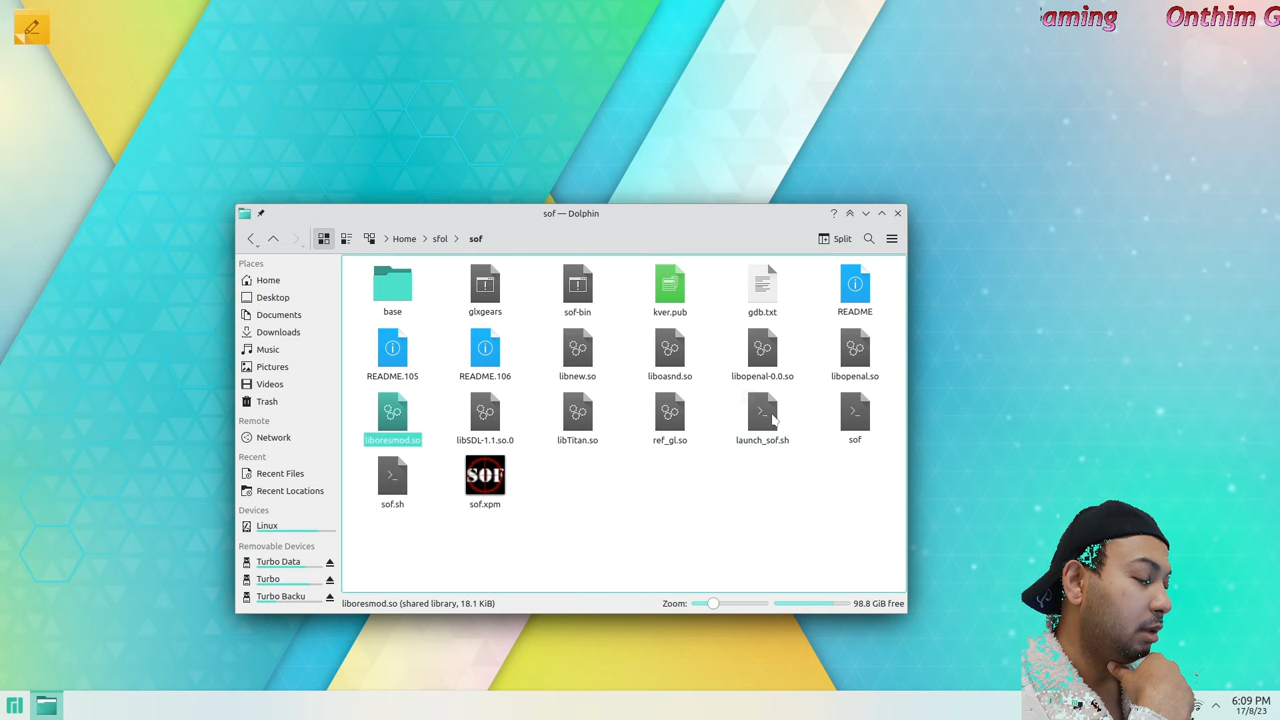 aming Onthim G
sof — Dolphin
Split
Home sfol sof
Places
Home
Desktop
Documents
Downloads
Music
Pictures
Videos
Trash
Remote
Network
Recent
Recent Files
Recent Locations
Devices
Linux
Removable Devices
Turbo Data
Turbo
Turbo Backu
base glxgears sof-bin kver.pub gdb.txt README
README.105 README.106 libnew.so liboasnd.so libopenal-0.0.so libopenal.so
liboresmod.so libSDL-1.1.so.0 libTitan.so ref_gl.so launch_sof.sh sof
SOF
sof.sh sof.xpm
liboresmod.so (shared library, 18.1 KiB)
Zoom:
98.8 GiB free
6:09 PM
17/8/23